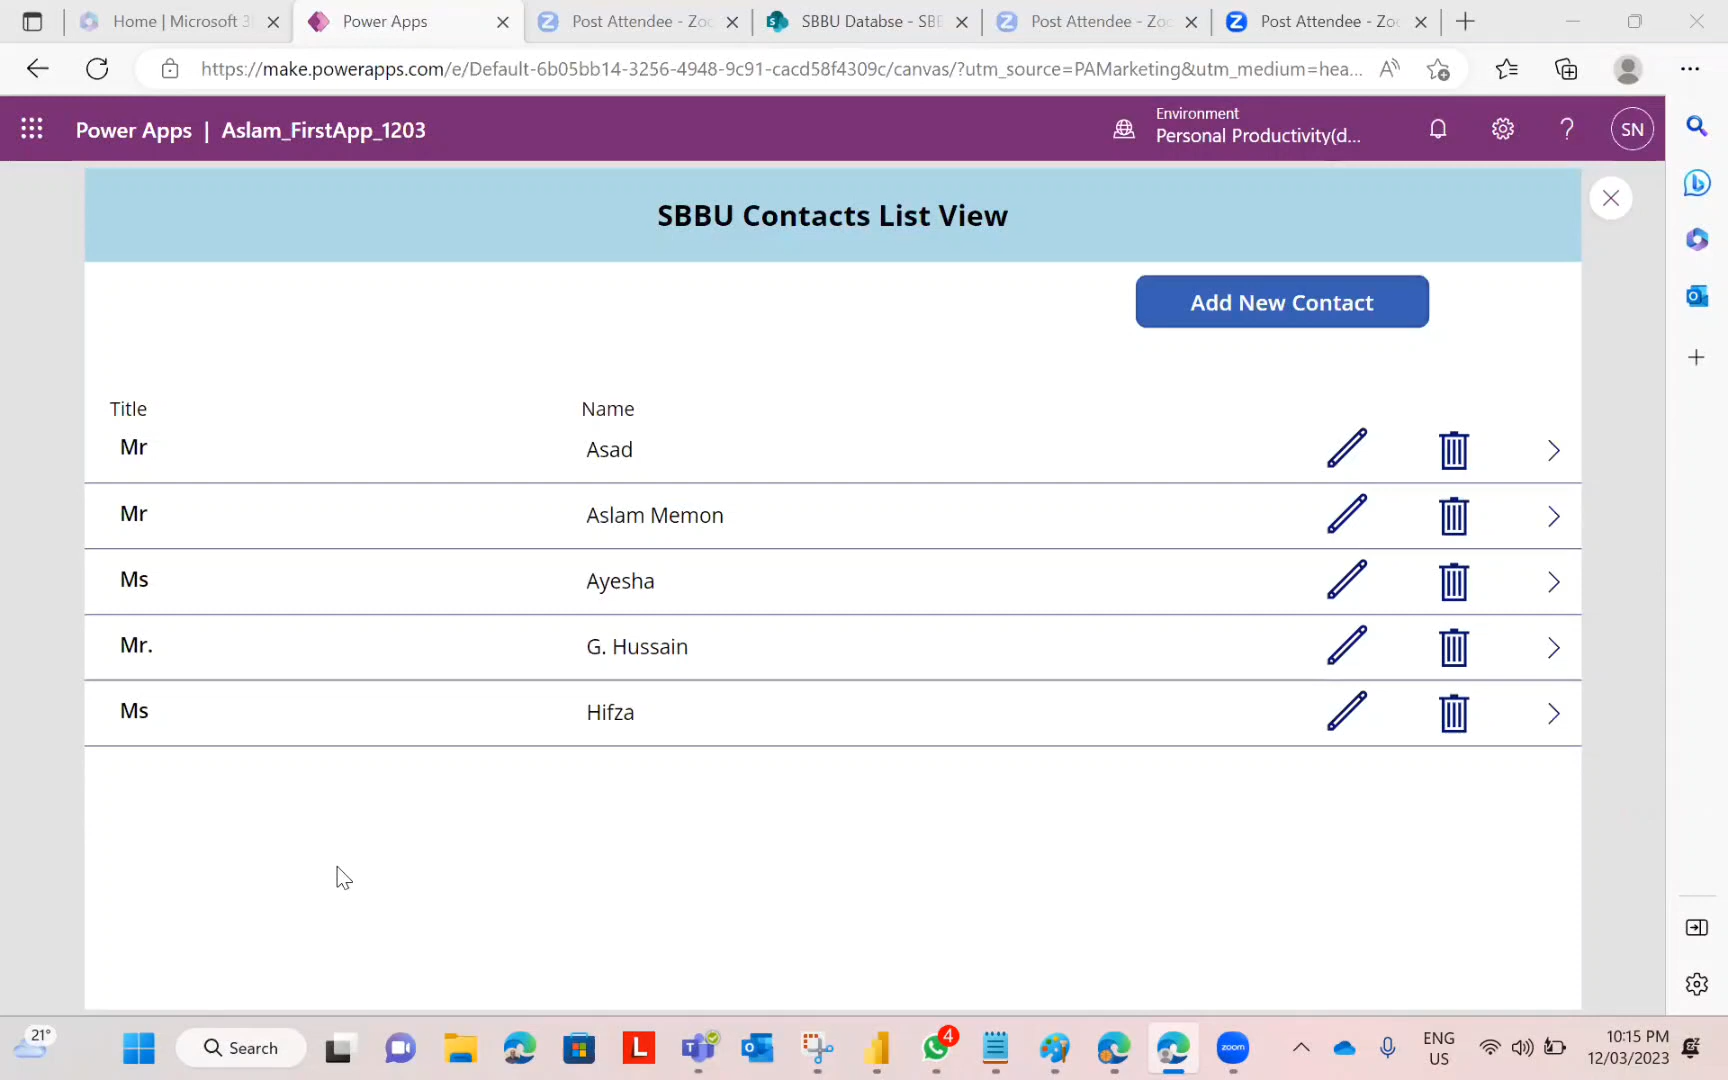 Home | Microsoft 3
Power Apps
Post Attendee - Zo
SBBU Databse - SB
Post Attendee - Zo
Post Attendee - Zo
https://make.powerapps.com/e/Default-6b05bb14-3256-4948-9c91-cacd58f4309c/canvas/?utm_source=PAMarketing&utm_medium=hea...
Power Apps | Aslam_FirstApp_1203
Environment
Personal Productivity(d...
SN
SBBU Contacts List View
Add New Contact
Title Name
Mr Asad
Mr Aslam Memon
Ms Ayesha
Mr. G. Hussain
Ms Hifza
21°
Search
L
T
4
zoom
ENG
US
10:15 PM
12/03/2023